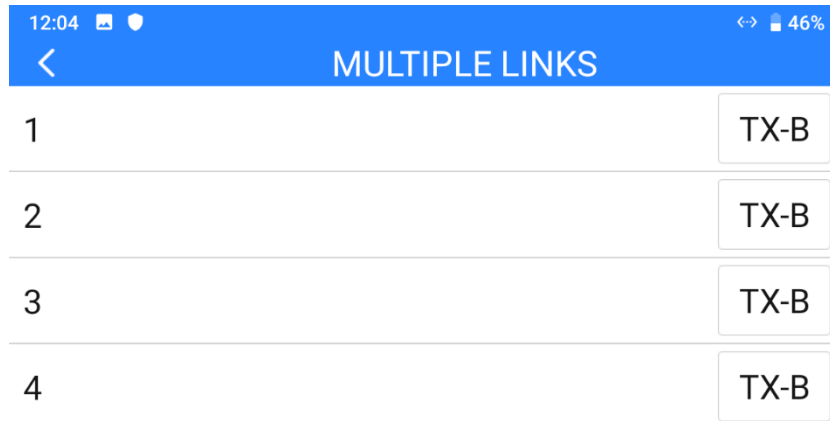 12:04 46%
MULTIPLE LINKS
1 TX-B
2 TX-B
3 TX-B
4 TX-B